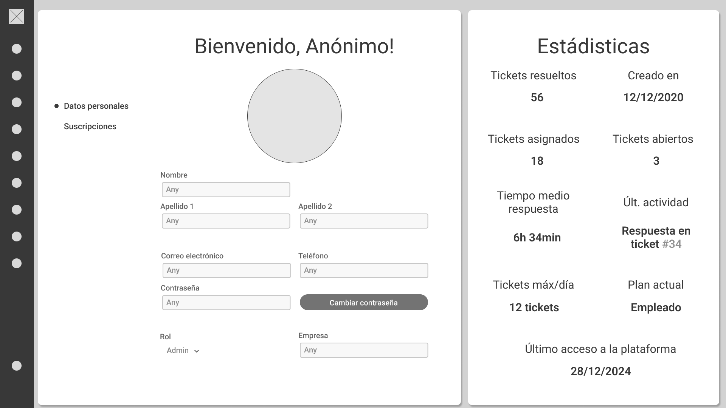 Bienvenido, Anónimo!
Datos personales
Suscripciones
Nombre
Any
Apellido 1
Apellido 2
Any
Any
Correo electrónico
Teléfono
Any
Any
Contraseña
Any
Cambiar contraseña
Rol
Empresa
Admin
Any
Estádisticas
Tickets resueltos
Creado en
56
12/12/2020
Tickets asignados
Tickets abiertos
18
3
Tiempo medio
respuesta
Últ. actividad
6h 34min
Respuesta en
ticket #34
Tickets máx/día
Plan actual
12 tickets
Empleado
Último acceso a la plataforma
28/12/2024